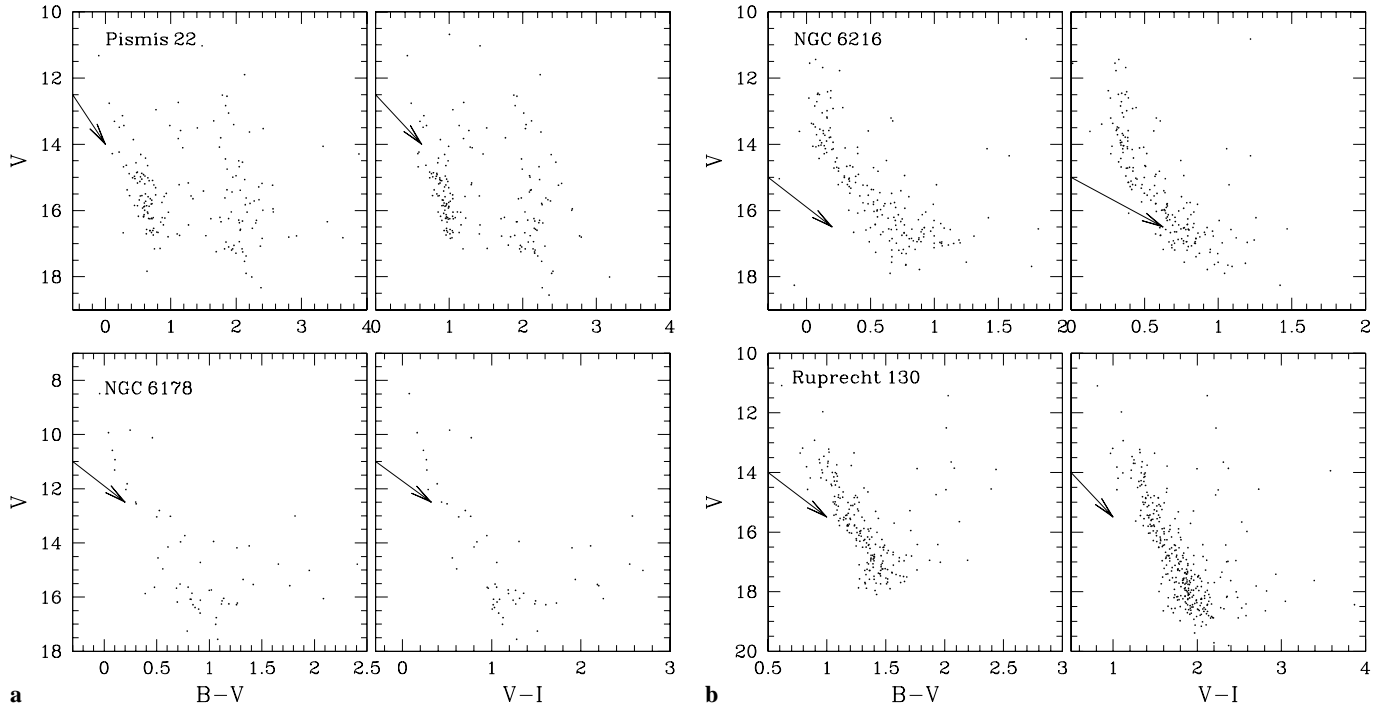 10
12
14
16
18
V
Pismis 22
0 1 2 3 40 1 2 3 4
8
10
12
14
16
18
V
NGC 6178
0 0.5 1 1.5 2 2.5 0 1 2 3
a B−V V−I
10
12
14
16
18
V
NGC 6216
0 0.5 1 1.5 20 0.5 1 1.5 2
10
12
14
16
18
20
V
Ruprecht 130
0.5 1 1.5 2 2.5 3 1 2 3 4
b B−V V−I